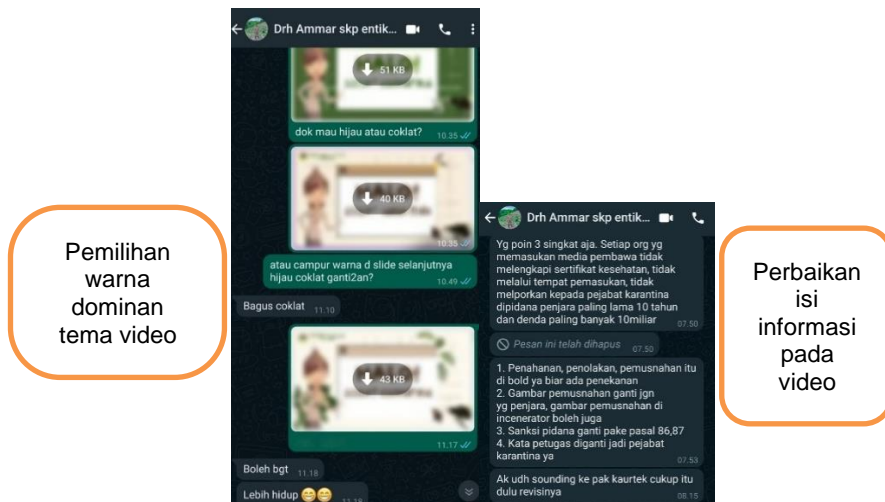 Pemilihan
warna
dominan
tema video
Drh Ammar skp entik...
51 KB
dok mau hijau atau coklat?
10.35
40 KB
10.35
atau campur warna d slide selanjutnya
hijau coklat ganti2an?
10.49
Bagus coklat
11.10
43 KB
11.17
Boleh bgt
11.18
Lebih hidup 😁😁
11.18
Drh Ammar skp entik...
Yg poin 3 singkat aja. Setiap org yg
memasukan media pembawa tidak
melengkapi sertifikat kesehatan, tidak
melalui tempat pemasukan, tidak
melporkan kepada pejabat karantina
dipidana penjara paling lama 10 tahun
dan denda paling banyak 10miliar
07.50
Pesan ini telah dihapus
07.50
1. Penahanan, penolakan, pemusnahan itu
di bold ya biar ada penekanan
2. Gambar pemusnahan ganti jgn
yg penjara, gambar pemusnahan di
incenerator boleh juga
3. Sanksi pidana ganti pake pasal 86,87
4. Kata petugas diganti jadi pejabat
karantina ya
07.53
Ak udh sounding ke pak kaurtek cukup itu
dulu revisinya
08.15
Perbaikan
isi
informasi
pada
video